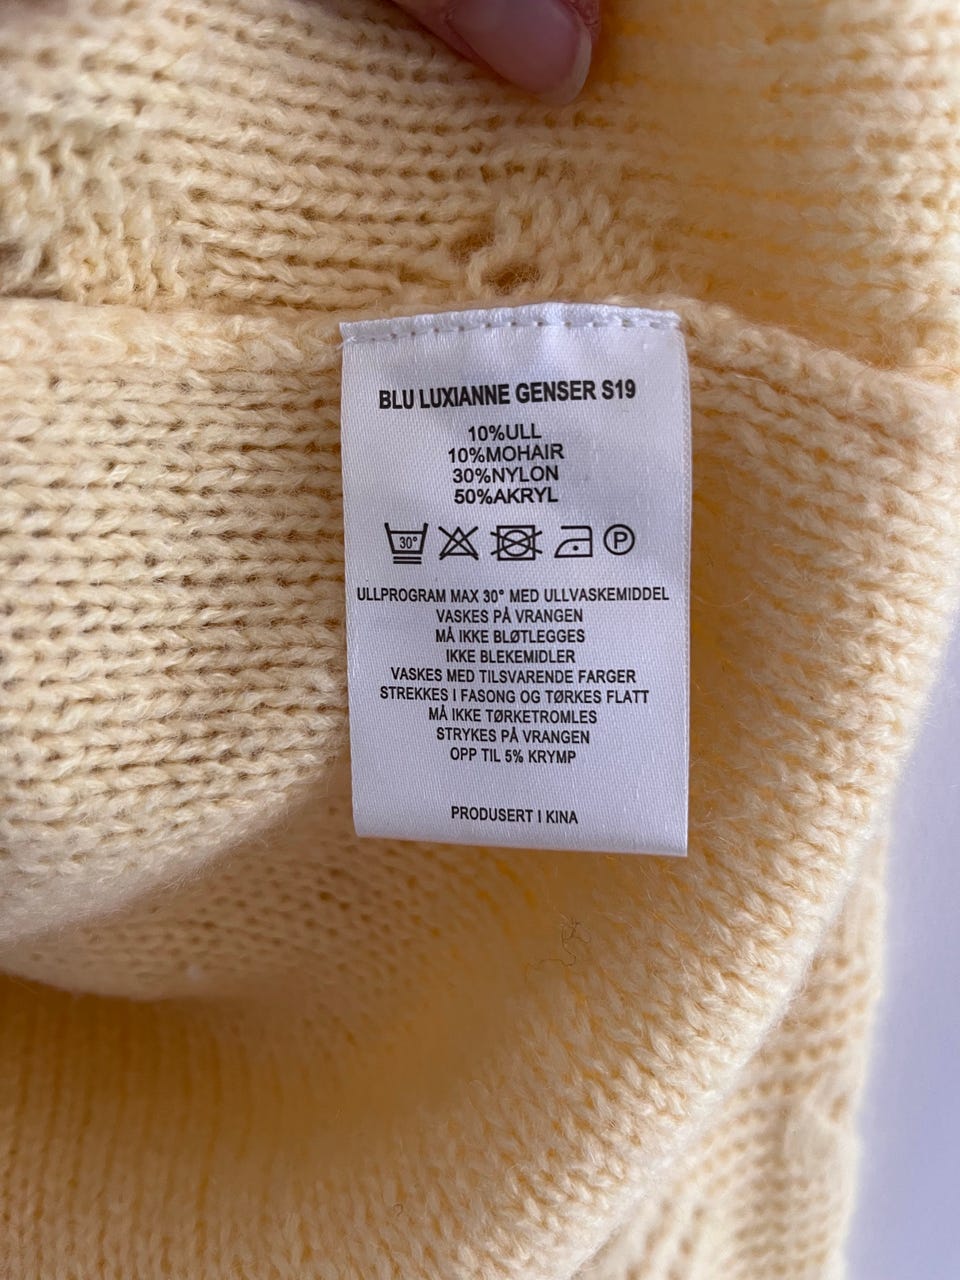 BLU LUXIANNE GENSER S19
10%ULL
10%MOHAIR
30%NYLON
50%AKRYL
30° P
ULLPROGRAM MAX 30° MED ULLVASKEMIDDEL
VASKES PÅ VRANGEN
MÅ IKKE BLØTLEGGES
IKKE BLEKEMIDLER
VASKES MED TILSVARENDE FARGER
STREKKES I FASONG OG TØRKES FLATT
MÅ IKKE TØRKETROMLES
STRYKES PÅ VRANGEN
OPP TIL 5% KRYMP
PRODUSERT I KINA